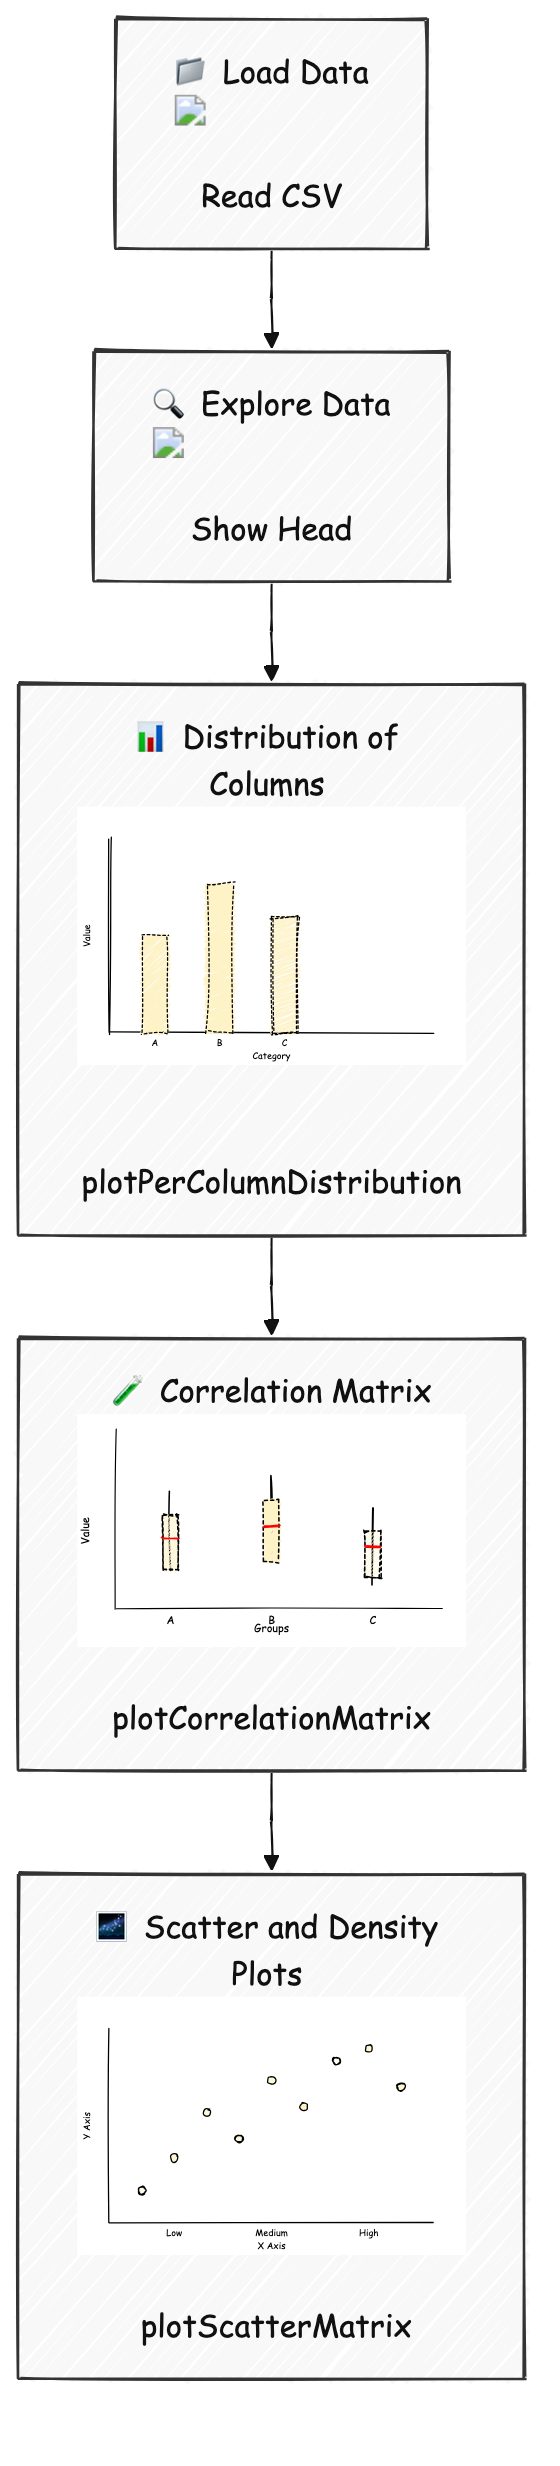 Load Data
Read CSV
Explore Data
Show Head
Distribution of
Columns
Value
A B C
Category
plotPerColumnDistribution
Correlation Matrix
Value
A B C
Groups
plotCorrelationMatrix
Scatter and Density
Plots
Y Axis
Low Medium High
X Axis
plotScatterMatrix